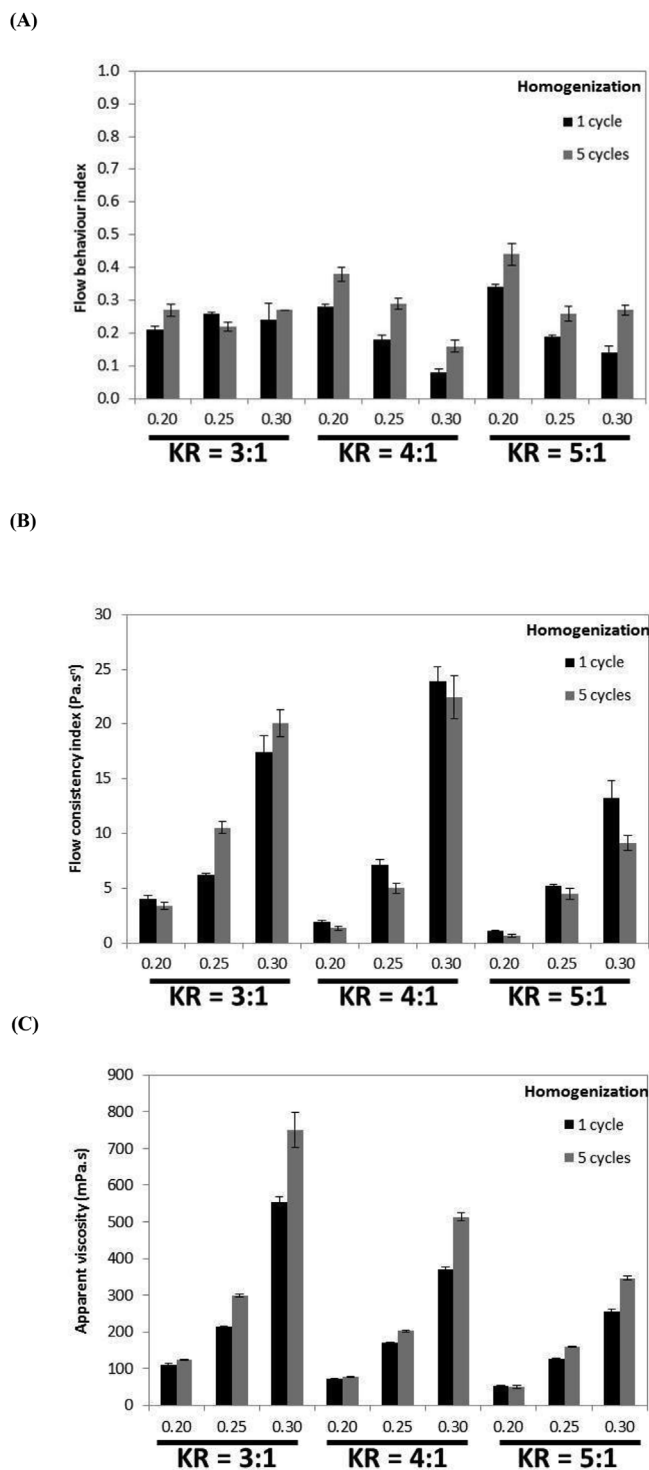 (A)
Homogenization
1 cycle
5 cycles
Flow behaviour index
1.0
0.9
0.8
0.7
0.6
0.5
0.4
0.3
0.2
0.1
0.0
0.20 0.25 0.30 0.20 0.25 0.30 0.20 0.25 0.30
KR = 3:1 KR = 4:1 KR = 5:1
(B)
Homogenization
1 cycle
5 cycles
Flow consistency index (Pa.sⁿ)
30
25
20
15
10
5
0
0.20 0.25 0.30 0.20 0.25 0.30 0.20 0.25 0.30
KR = 3:1 KR = 4:1 KR = 5:1
(C)
Homogenization
1 cycle
5 cycles
Apparent viscosity (mPa.s)
900
800
700
600
500
400
300
200
100
0
0.20 0.25 0.30 0.20 0.25 0.30 0.20 0.25 0.30
KR = 3:1 KR = 4:1 KR = 5:1